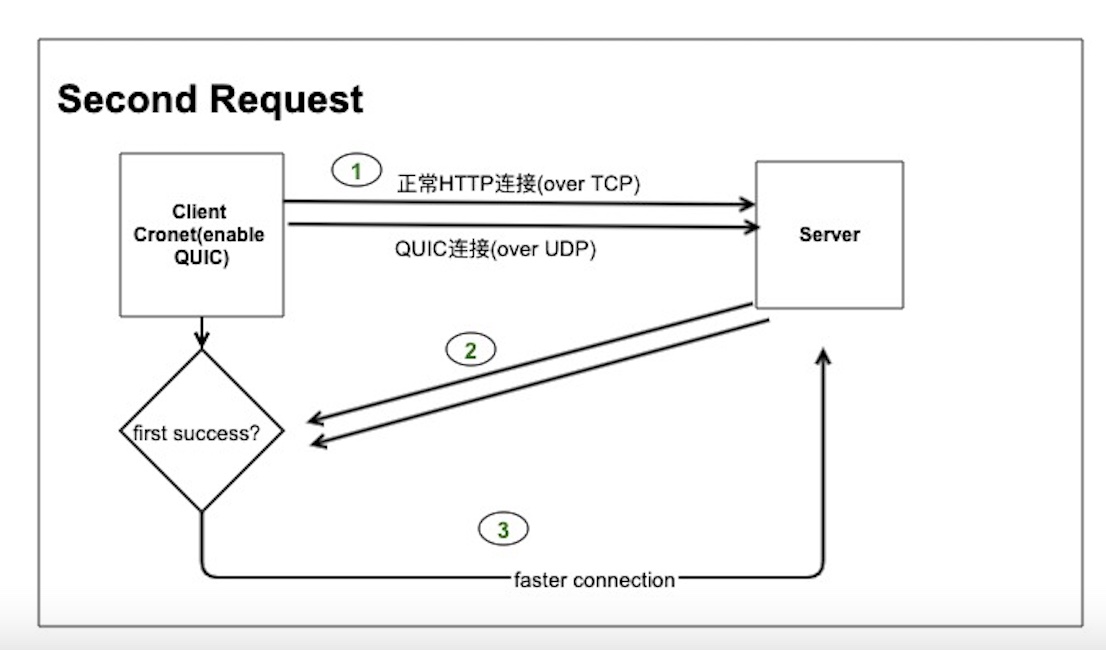 Second Request
1
正常HTTP连接(over TCP)
Client
Cronet(enable
QUIC)
Server
QUIC连接(over UDP)
2
first success?
3
faster connection